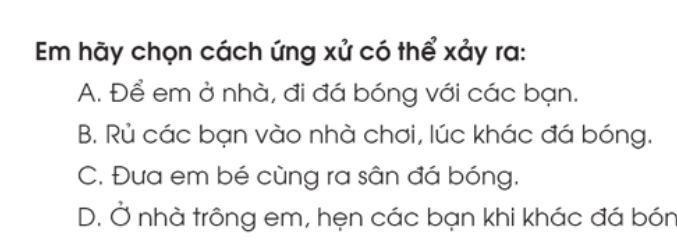 Em hãy chọn cách ứng xử có thể xảy ra:
A. Để em ở nhà, đi đá bóng với các bạn.
B. Rủ các bạn vào nhà chơi, lúc khác đá bóng.
C. Đưa em bé cùng ra sân đá bóng.
D. Ở nhà trông em, hẹn các bạn khi khác đá bón